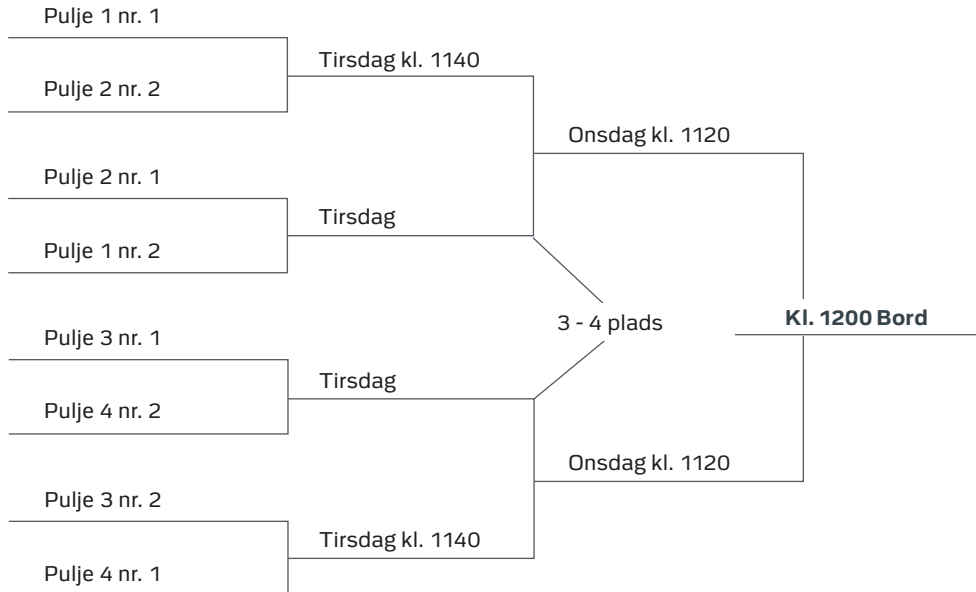 Pulje 1 nr. 1
Tirsdag kl. 1140
Pulje 2 nr. 2
Onsdag kl. 1120
Pulje 2 nr. 1
Tirsdag
Pulje 1 nr. 2
3 - 4 plads
Kl. 1200 Bord
Pulje 3 nr. 1
Tirsdag
Pulje 4 nr. 2
Onsdag kl. 1120
Pulje 3 nr. 2
Tirsdag kl. 1140
Pulje 4 nr. 1